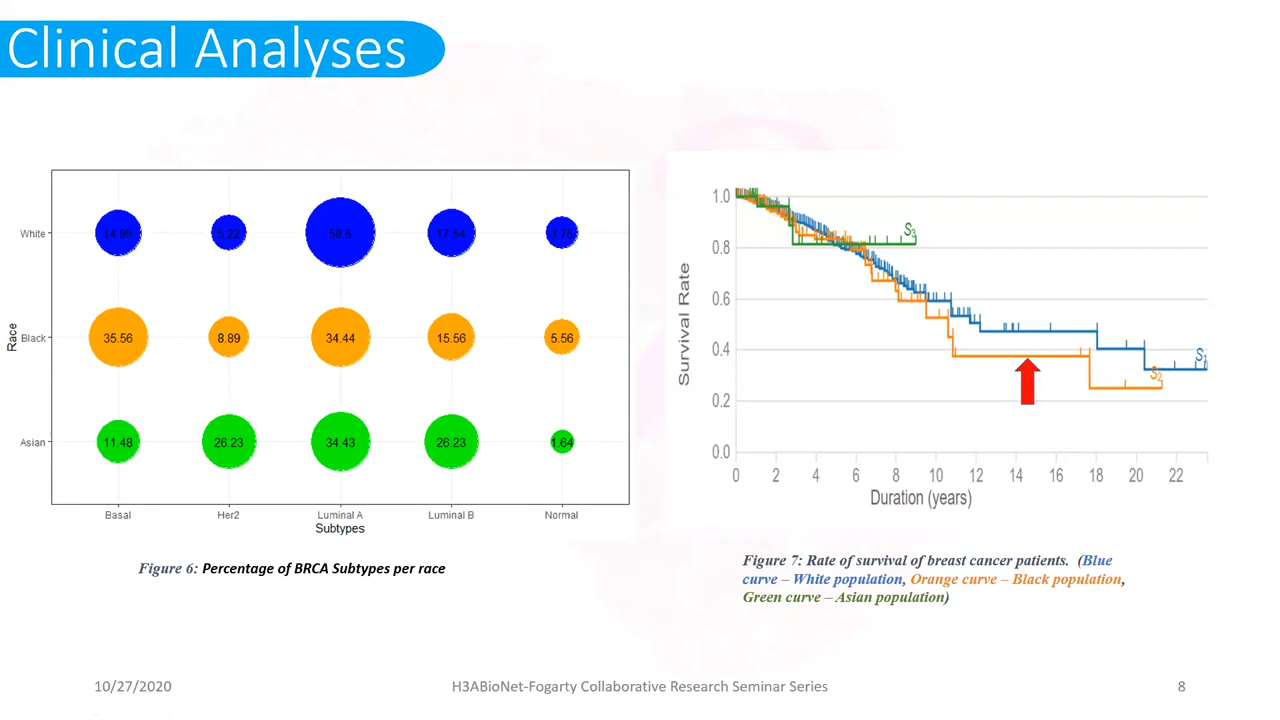 Clinical Analyses
White
Black
Asian
Race
14.99
5.22
58.5
17.54
1.75
35.56
8.89
34.44
15.56
5.56
11.48
26.23
34.43
26.23
1.64
Basal
Her2
Luminal A
Luminal B
Normal
Subtypes
Figure 6: Percentage of BRCA Subtypes per race
Survival Rate
1.0
0.8
0.6
0.4
0.2
0.0
S3
S1
S2
0 2 4 6 8 10 12 14 16 18 20 22
Duration (years)
Figure 7: Rate of survival of breast cancer patients. (Blue
curve – White population, Orange curve – Black population,
Green curve – Asian population)
10/27/2020
H3ABioNet-Fogarty Collaborative Research Seminar Series
8